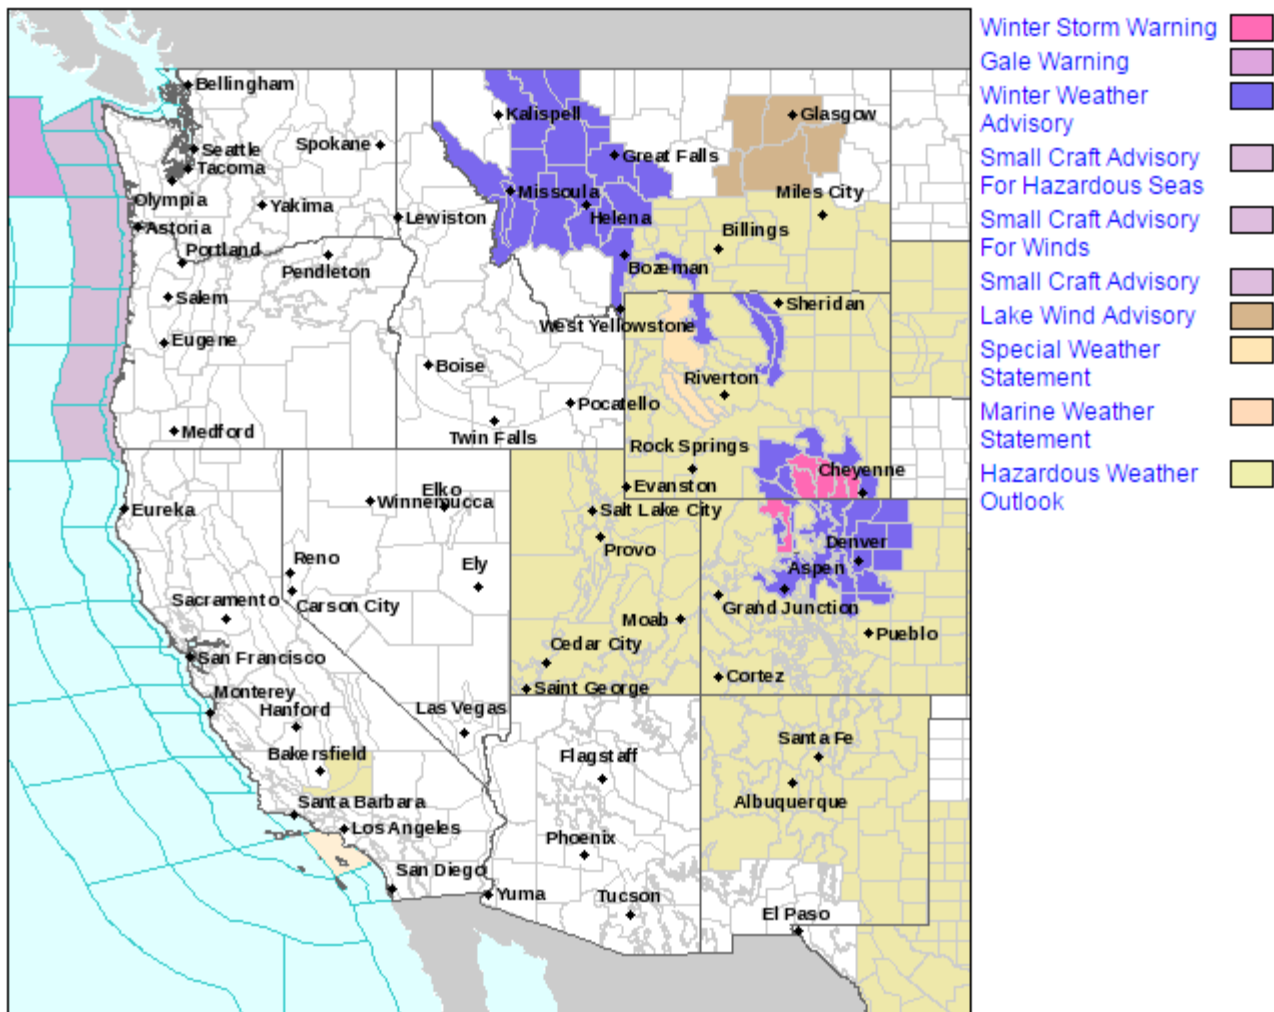 Winter Storm Warning
Gale Warning
Winter Weather
Advisory
Small Craft Advisory
For Hazardous Seas
Small Craft Advisory
For Winds
Small Craft Advisory
Lake Wind Advisory
Special Weather
Statement
Marine Weather
Statement
Hazardous Weather
Outlook
Bellingham
Kalispell
Glasgow
Spokane
Seattle
Great Falls
Tacoma
Missoula
Miles City
Olympia
Yakima
Lewiston
Helena
Astoria
Billings
Portland
Pendleton
Bozeman
Salem
Sheridan
West Yellowstone
Eugene
Boise
Riverton
Pocatello
Medford
Twin Falls
Rock Springs
Cheyenne
Evanston
Elko
Winnemucca
Eureka
Salt Lake City
Provo
Denver
Reno
Ely
Aspen
Sacramento
Carson City
Grand Junction
Moab
Pueblo
Cedar City
San Francisco
Cortez
Saint George
Monterey
Hanford
Las Vegas
Santa Fe
Bakersfield
Flagstaff
Albuquerque
Santa Barbara
Los Angeles
Phoenix
San Diego
Yuma
Tucson
El Paso